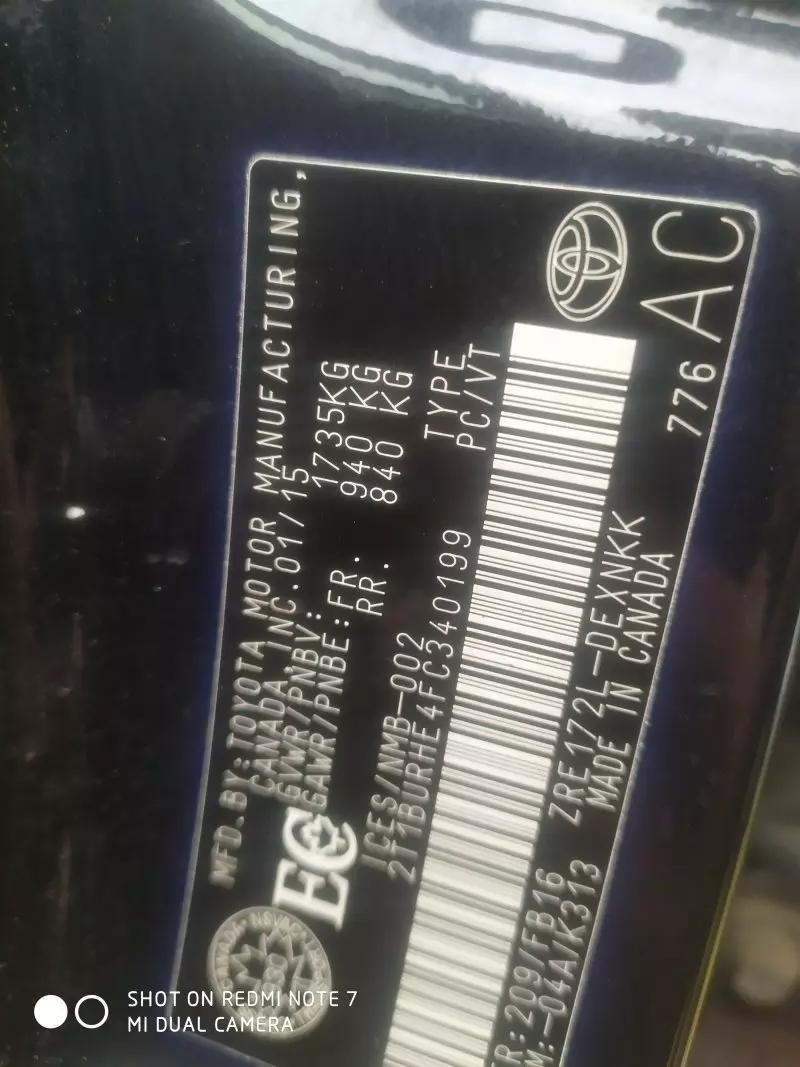 MFD.BY:TOYOTA MOTOR MANUFACTURING,
CANADA,INC.01/15
GVWR/PNBV: 1735KG
GAWR/PNBE:FR. 940 KG
RR. 840 KG
EC
ICES/NMB-002 TYPE
2T1BURHE4FC340199 PC/VT
R:209/FB16 ZRE172L-DEXNKK
M:-04A/K313 MADE IN CANADA
776 AC
SHOT ON REDMI NOTE 7
MI DUAL CAMERA